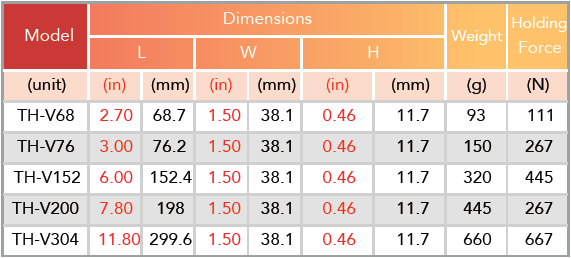 Model Dimensions Weight Holding Force
L W H
(unit) (in) (mm) (in) (mm) (in) (mm) (g) (N)
TH-V68 2.70 68.7 1.50 38.1 0.46 11.7 93 111
TH-V76 3.00 76.2 1.50 38.1 0.46 11.7 150 267
TH-V152 6.00 152.4 1.50 38.1 0.46 11.7 320 445
TH-V200 7.80 198 1.50 38.1 0.46 11.7 445 267
TH-V304 11.80 299.6 1.50 38.1 0.46 11.7 660 667